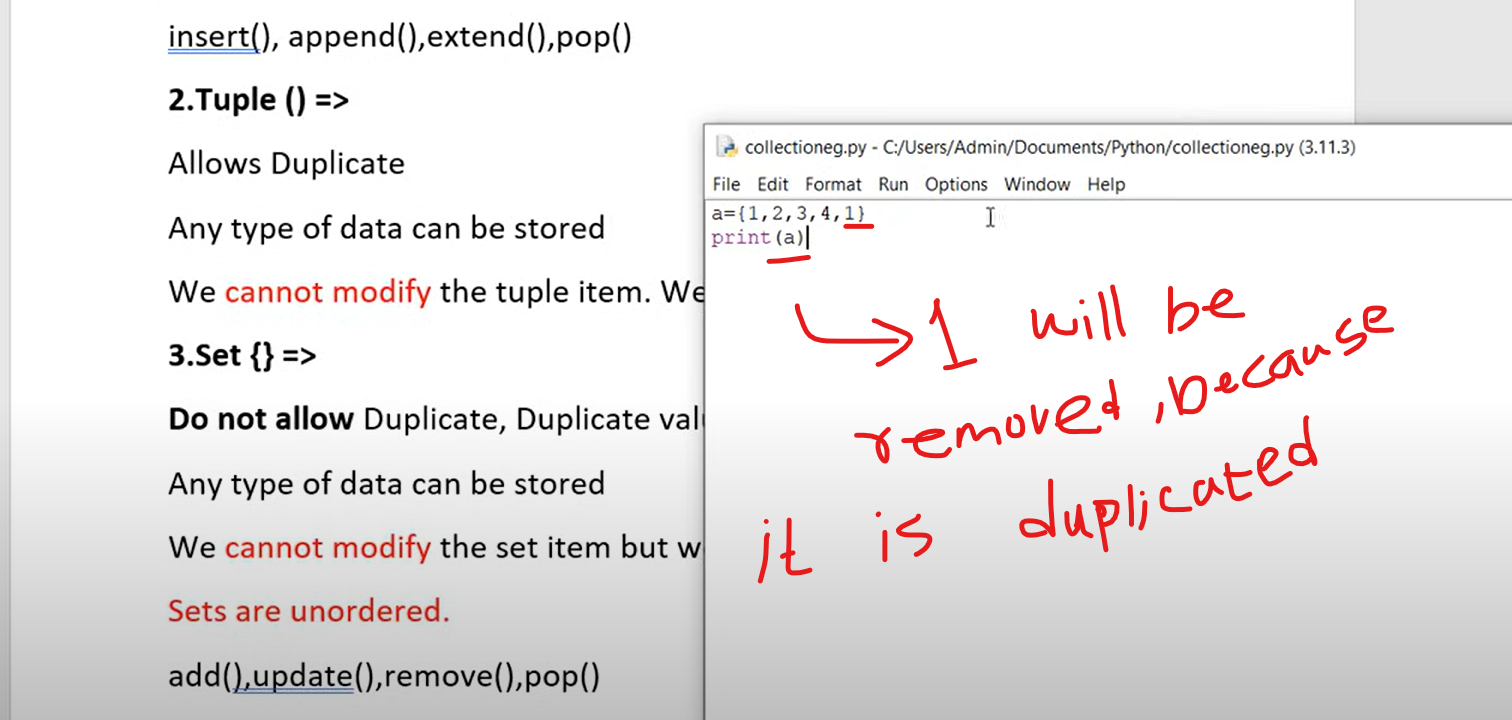 insert(), append(),extend(),pop()
2.Tuple () =>
Allows Duplicate
Any type of data can be stored
We cannot modify the tuple item. We
3.Set {} =>
Do not allow Duplicate, Duplicate
Any type of data can be stored
We cannot modify the set item but
Sets are unordered.
add(),update(),remove(),pop()
collectioneg.py - C:/Users/Admin/Documents/Python/collectioneg.py (3.11.3)
File Edit Format Run Options Window Help
a={1,2,3,4,1}
print(a)
1 will be
removed, because
it is duplicated